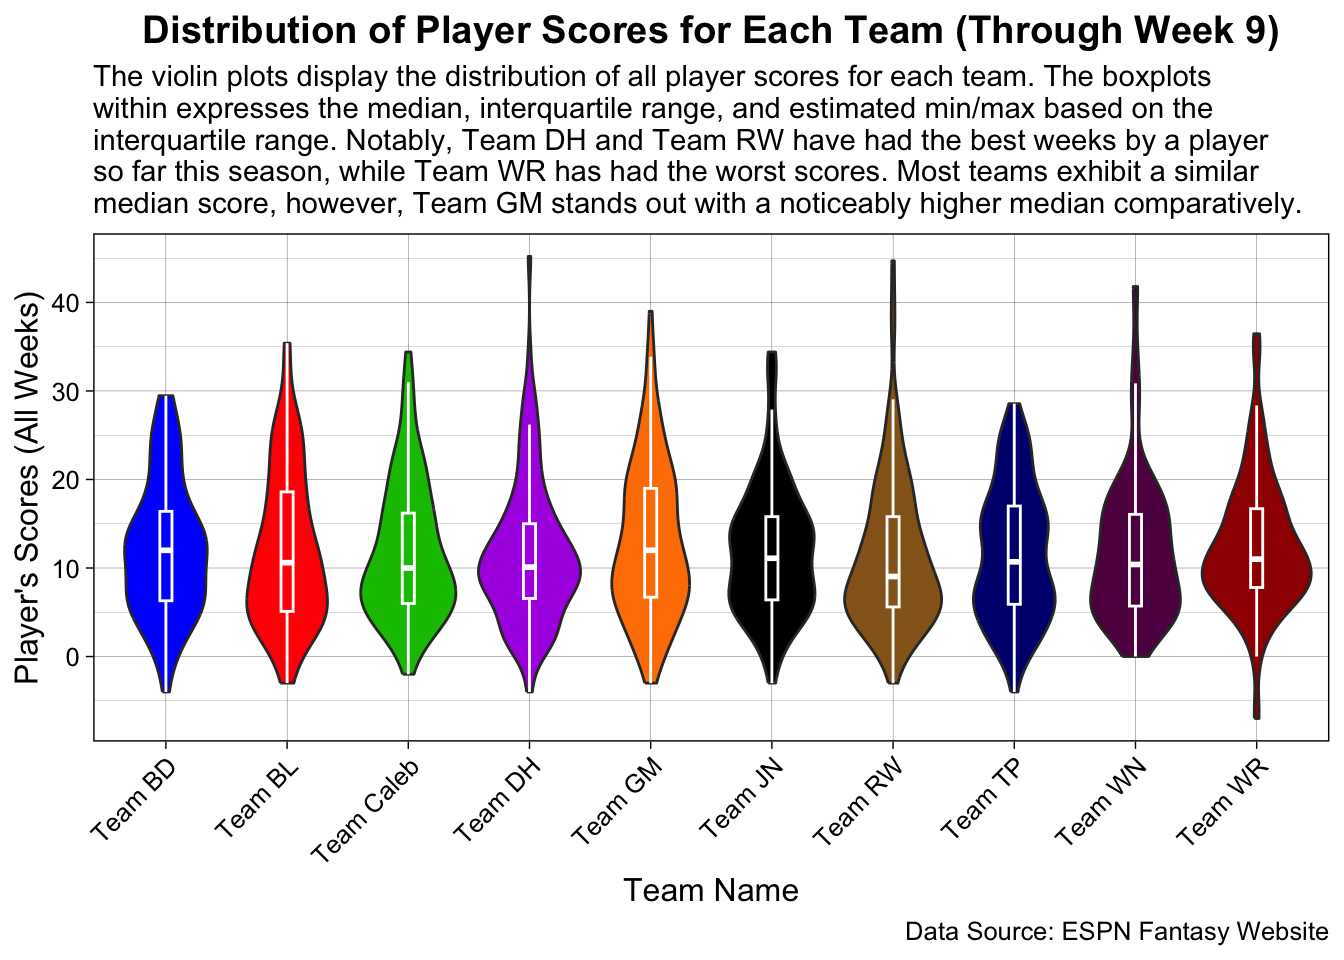 Distribution of Player Scores for Each Team (Through Week 9)
The violin plots display the distribution of all player scores for each team. The boxplots
within expresses the median, interquartile range, and estimated min/max based on the
interquartile range. Notably, Team DH and Team RW have had the best weeks by a player
so far this season, while Team WR has had the worst scores. Most teams exhibit a similar
median score, however, Team GM stands out with a noticeably higher median comparatively.
Player's Scores (All Weeks)
40
30
20
10
0
Team BD
Team BL
Team Caleb
Team DH
Team GM
Team JN
Team RW
Team TP
Team WN
Team WR
Team Name
Data Source: ESPN Fantasy Website